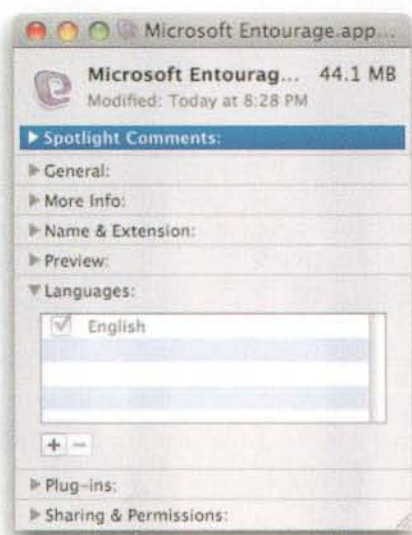 Microsoft Entourage.app...
Microsoft Entourag... 44.1 MB
Modified: Today at 8:28 PM
Spotlight Comments:
General:
More Info:
Name & Extension:
Preview:
Languages:
English
Plug-ins:
Sharing & Permissions: